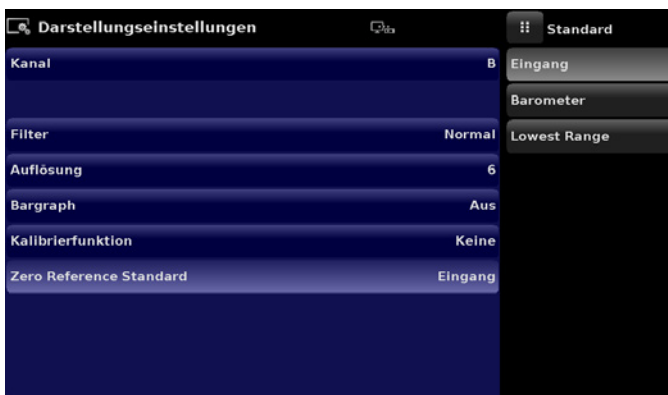 Darstellungseinstellungen
Standard
Kanal B
Eingang
Barometer
Filter Normal
Lowest Range
Auflösung 6
Bargraph Aus
Kalibrierfunktion Keine
Zero Reference Standard Eingang